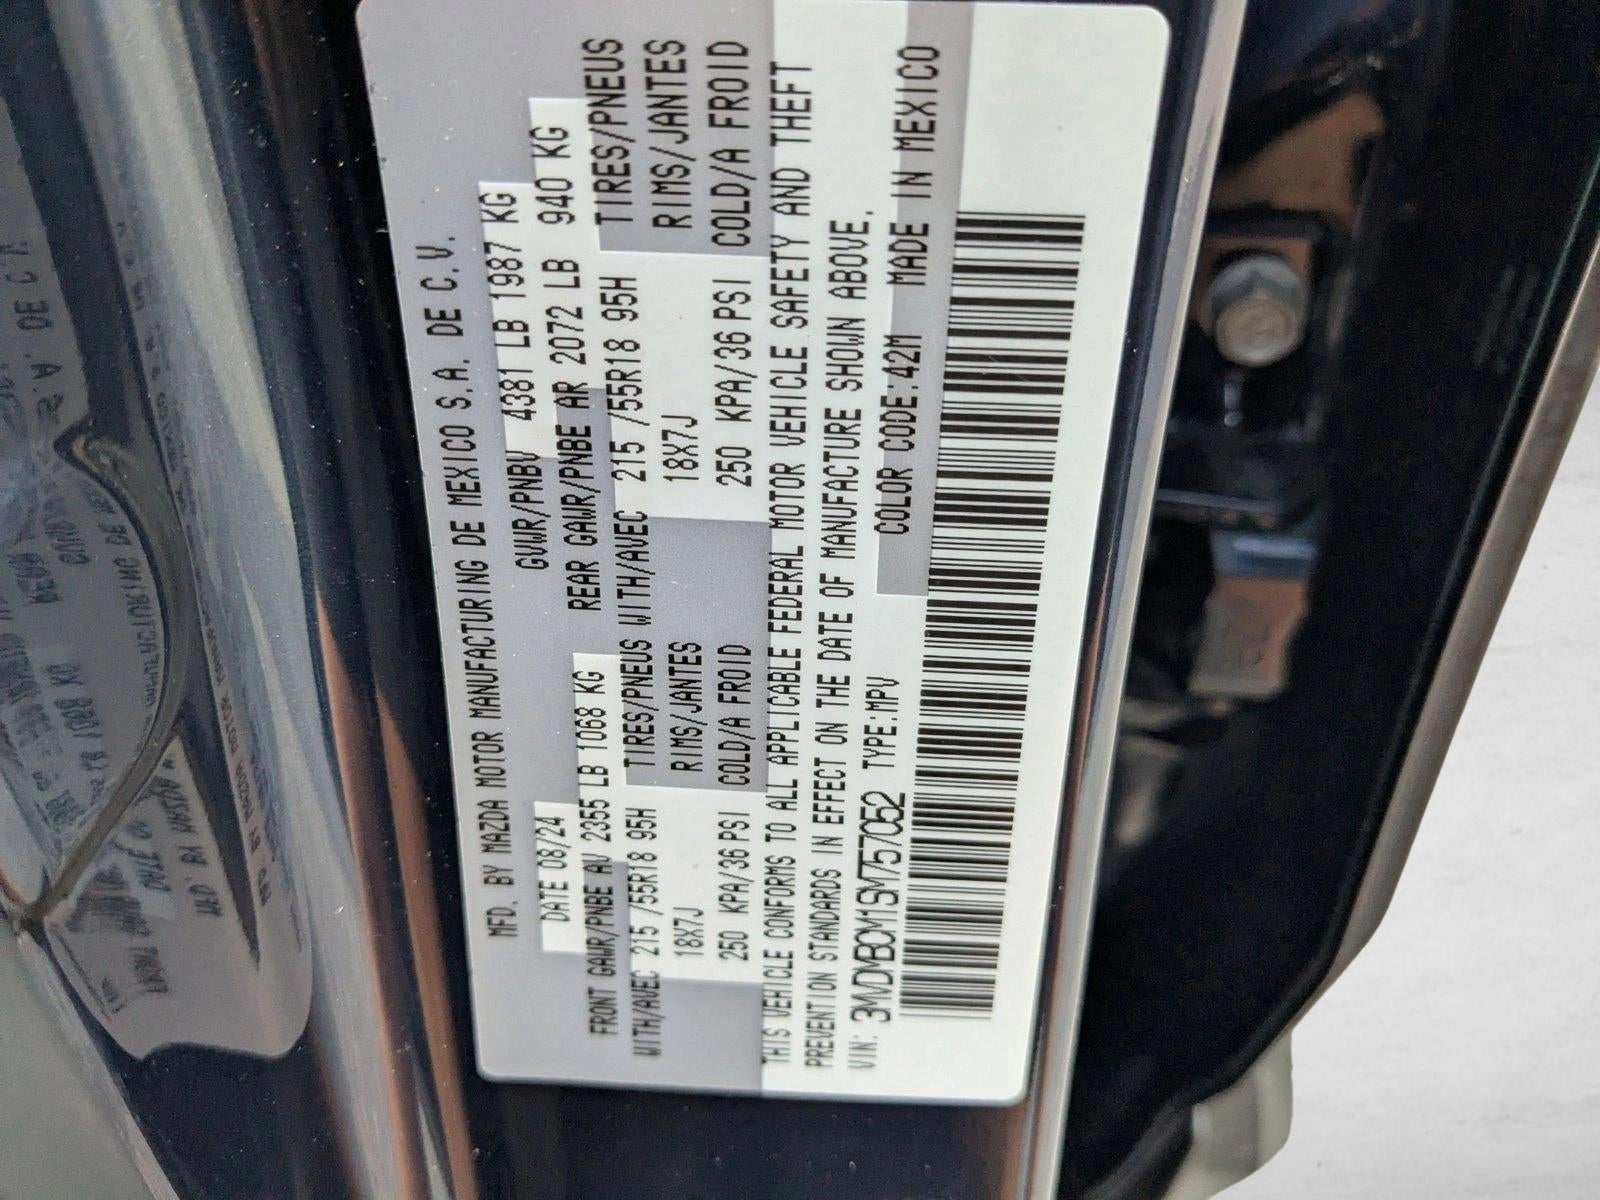 MFD. BY MAZDA MOTOR MANUFACTURING DE MEXICO S.A. DE C.V.
DATE 08/24 GVWR/PNBV 4381 LB 1987 KG
FRONT GAWR/PNBE AV 2355 LB 1068 KG REAR GAWR/PNBE AR 2072 LB 940 KG
WITH/AVEC 215 /55R18 95H TIRES/PNEUS WITH/AVEC 215 /55R18 95H TIRES/PNEUS
18X7J RIMS/JANTES 18X7J RIMS/JANTES
250 KPA/36 PSI COLD/A FROID 250 KPA/36 PSI COLD/A FROID
THIS VEHICLE CONFORMS TO ALL APPLICABLE FEDERAL MOTOR VEHICLE SAFETY AND THEFT
PREVENTION STANDARDS IN EFFECT ON THE DATE OF MANUFACTURE SHOWN ABOVE.
VIN: 3MVDMBCM1SM757052 TYPE:MPV COLOR CODE:42M MADE IN MEXICO